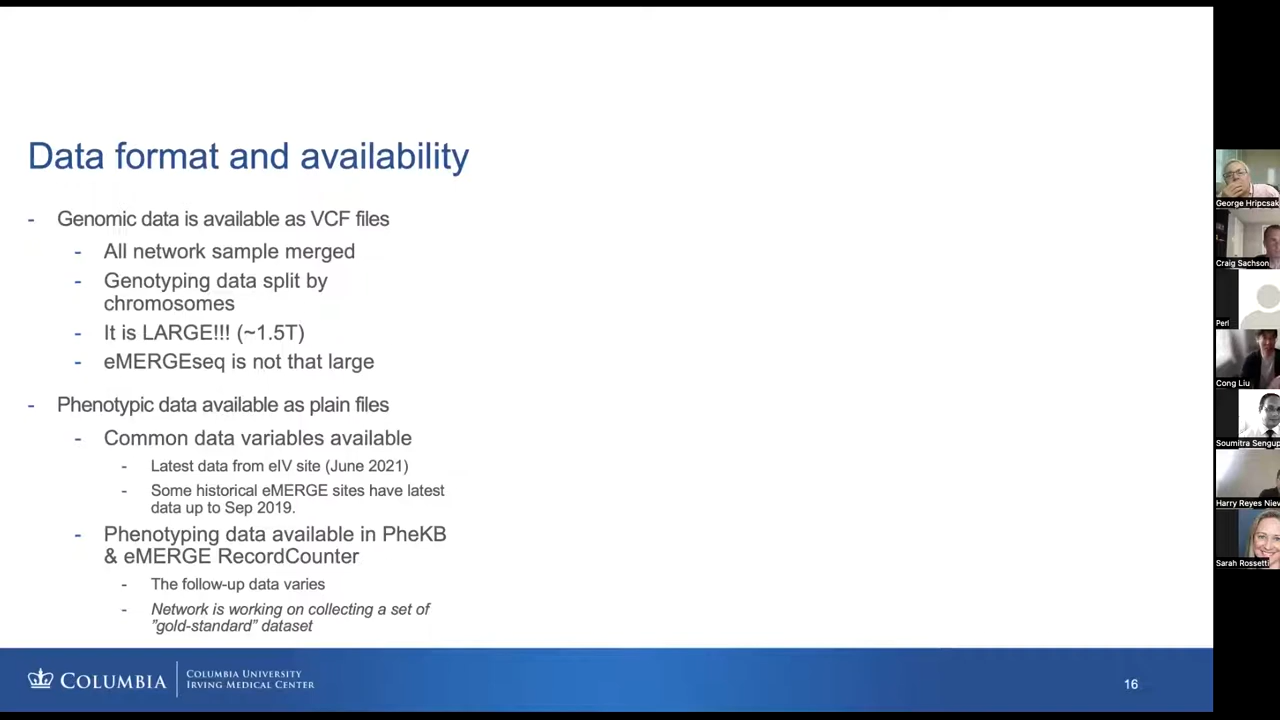 Data format and availability
- Genomic data is available as VCF files
- All network sample merged
- Genotyping data split by
chromosomes
- It is LARGE!!! (~1.5T)
- eMERGEseq is not that large
- Phenotypic data available as plain files
- Common data variables available
- Latest data from eIV site (June 2021)
- Some historical eMERGE sites have latest
data up to Sep 2019.
- Phenotyping data available in PheKB
& eMERGE RecordCounter
- The follow-up data varies
- Network is working on collecting a set of
"gold-standard" dataset
COLUMBIA
COLUMBIA UNIVERSITY
IRVING MEDICAL CENTER
16
George Hripcsak
Craig Sachson
Perl
Cong Liu
Soumitra Sengup
Harry Reyes Niev
Sarah Rossetti